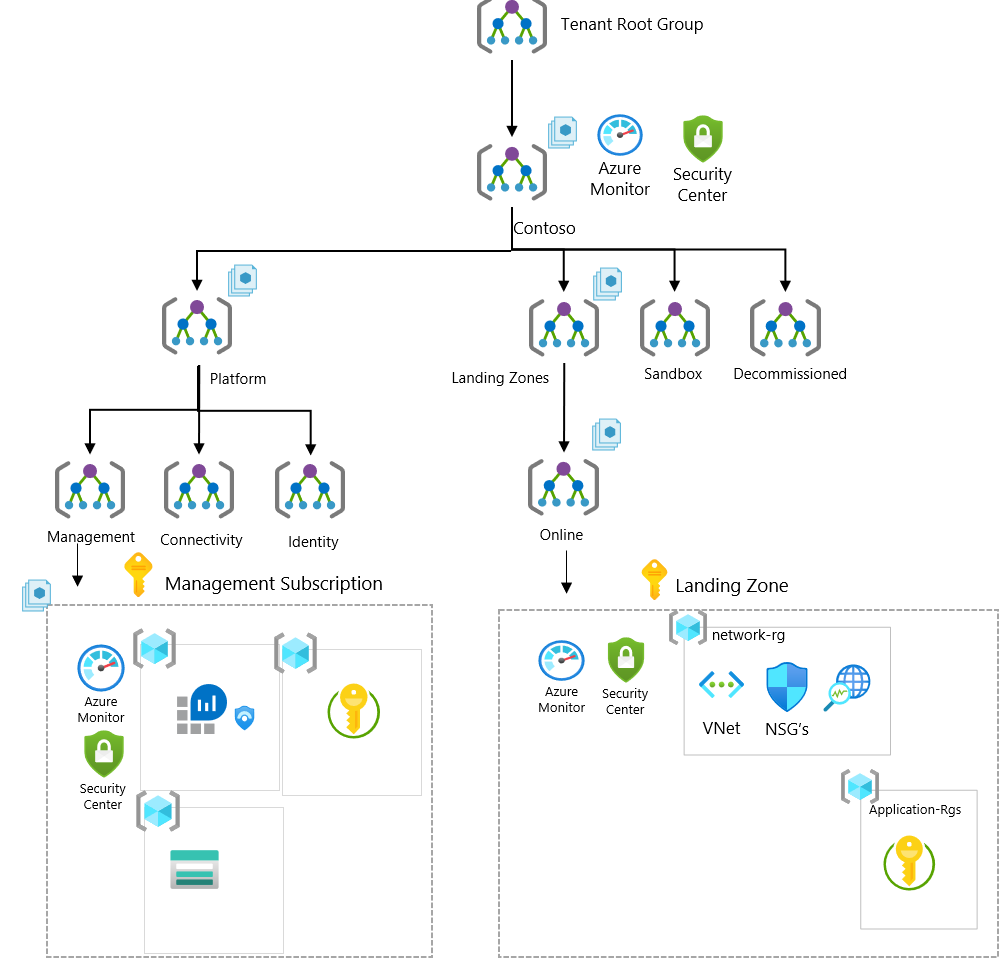 Tenant Root Group
Azure
Monitor
Security
Center
Contoso
Platform
Landing Zones
Sandbox
Decommissioned
Management
Connectivity
Identity
Online
Management Subscription
Landing Zone
Azure
Monitor
Security
Center
Azure
Monitor
Security
Center
network-rg
VNet
NSG's
Application-Rgs